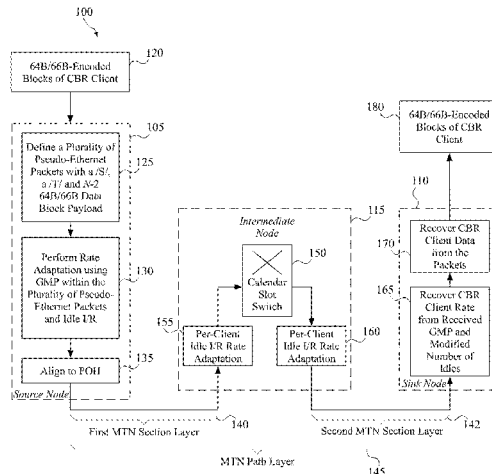 100
120
64B/66B-Encoded
Blocks of CBR Client
105
125
Define a Plurality of
Pseudo-Ethernet
Packets with a /S/,
a /T/ and N-2
64B/66B Data
Block Payload
130
Perform Rate
Adaptation using
GMP within the
Plurality of Pseudo-
Ethernet Packets
and Idle I/R
135
Align to POH
Source Node
140
First MTN Section Layer
115
Intermediate
Node
150
Calendar
Slot
Switch
155
Per-Client
Idle I/R Rate
Adaptation
160
Per-Client
Idle I/R Rate
Adaptation
142
Second MTN Section Layer
MTN Path Layer
145
180
64B/66B-Encoded
Blocks of CBR
Client
110
170
Recover CBR
Client Data
from the
Packets
165
Recover CBR
Client Rate
from Received
GMP and
Modified
Number of
Idles
Sink Node